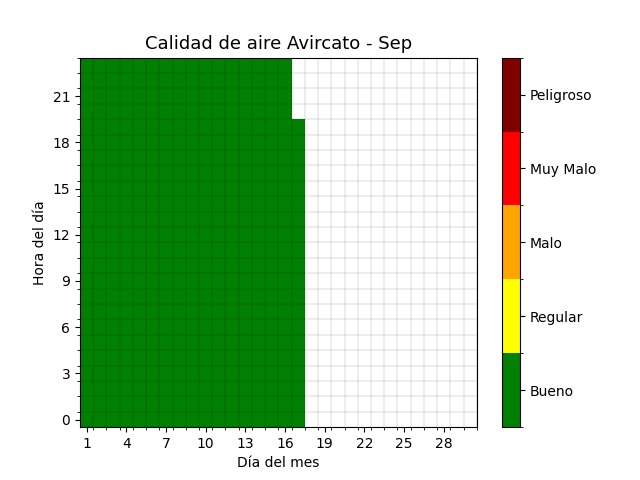 Calidad de aire Avircato - Sep
Hora del día
21
18
15
12
9
6
3
0
1 4 7 10 13 16 19 22 25 28
Día del mes
Peligroso
Muy Malo
Malo
Regular
Bueno